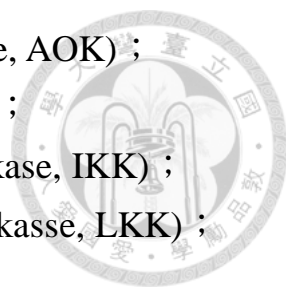 e, AOK)；
；
kase, IKK)；
kasse, LKK)；